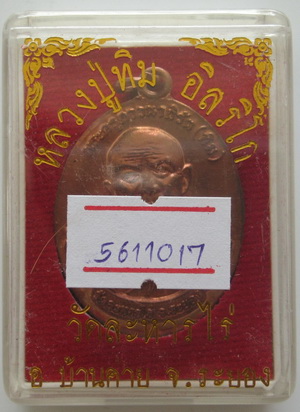 หลวงปู่ทิม อิสริโก
5611017
วัดละหารไร่
อ.บ้านค่าย จ.ระยอง